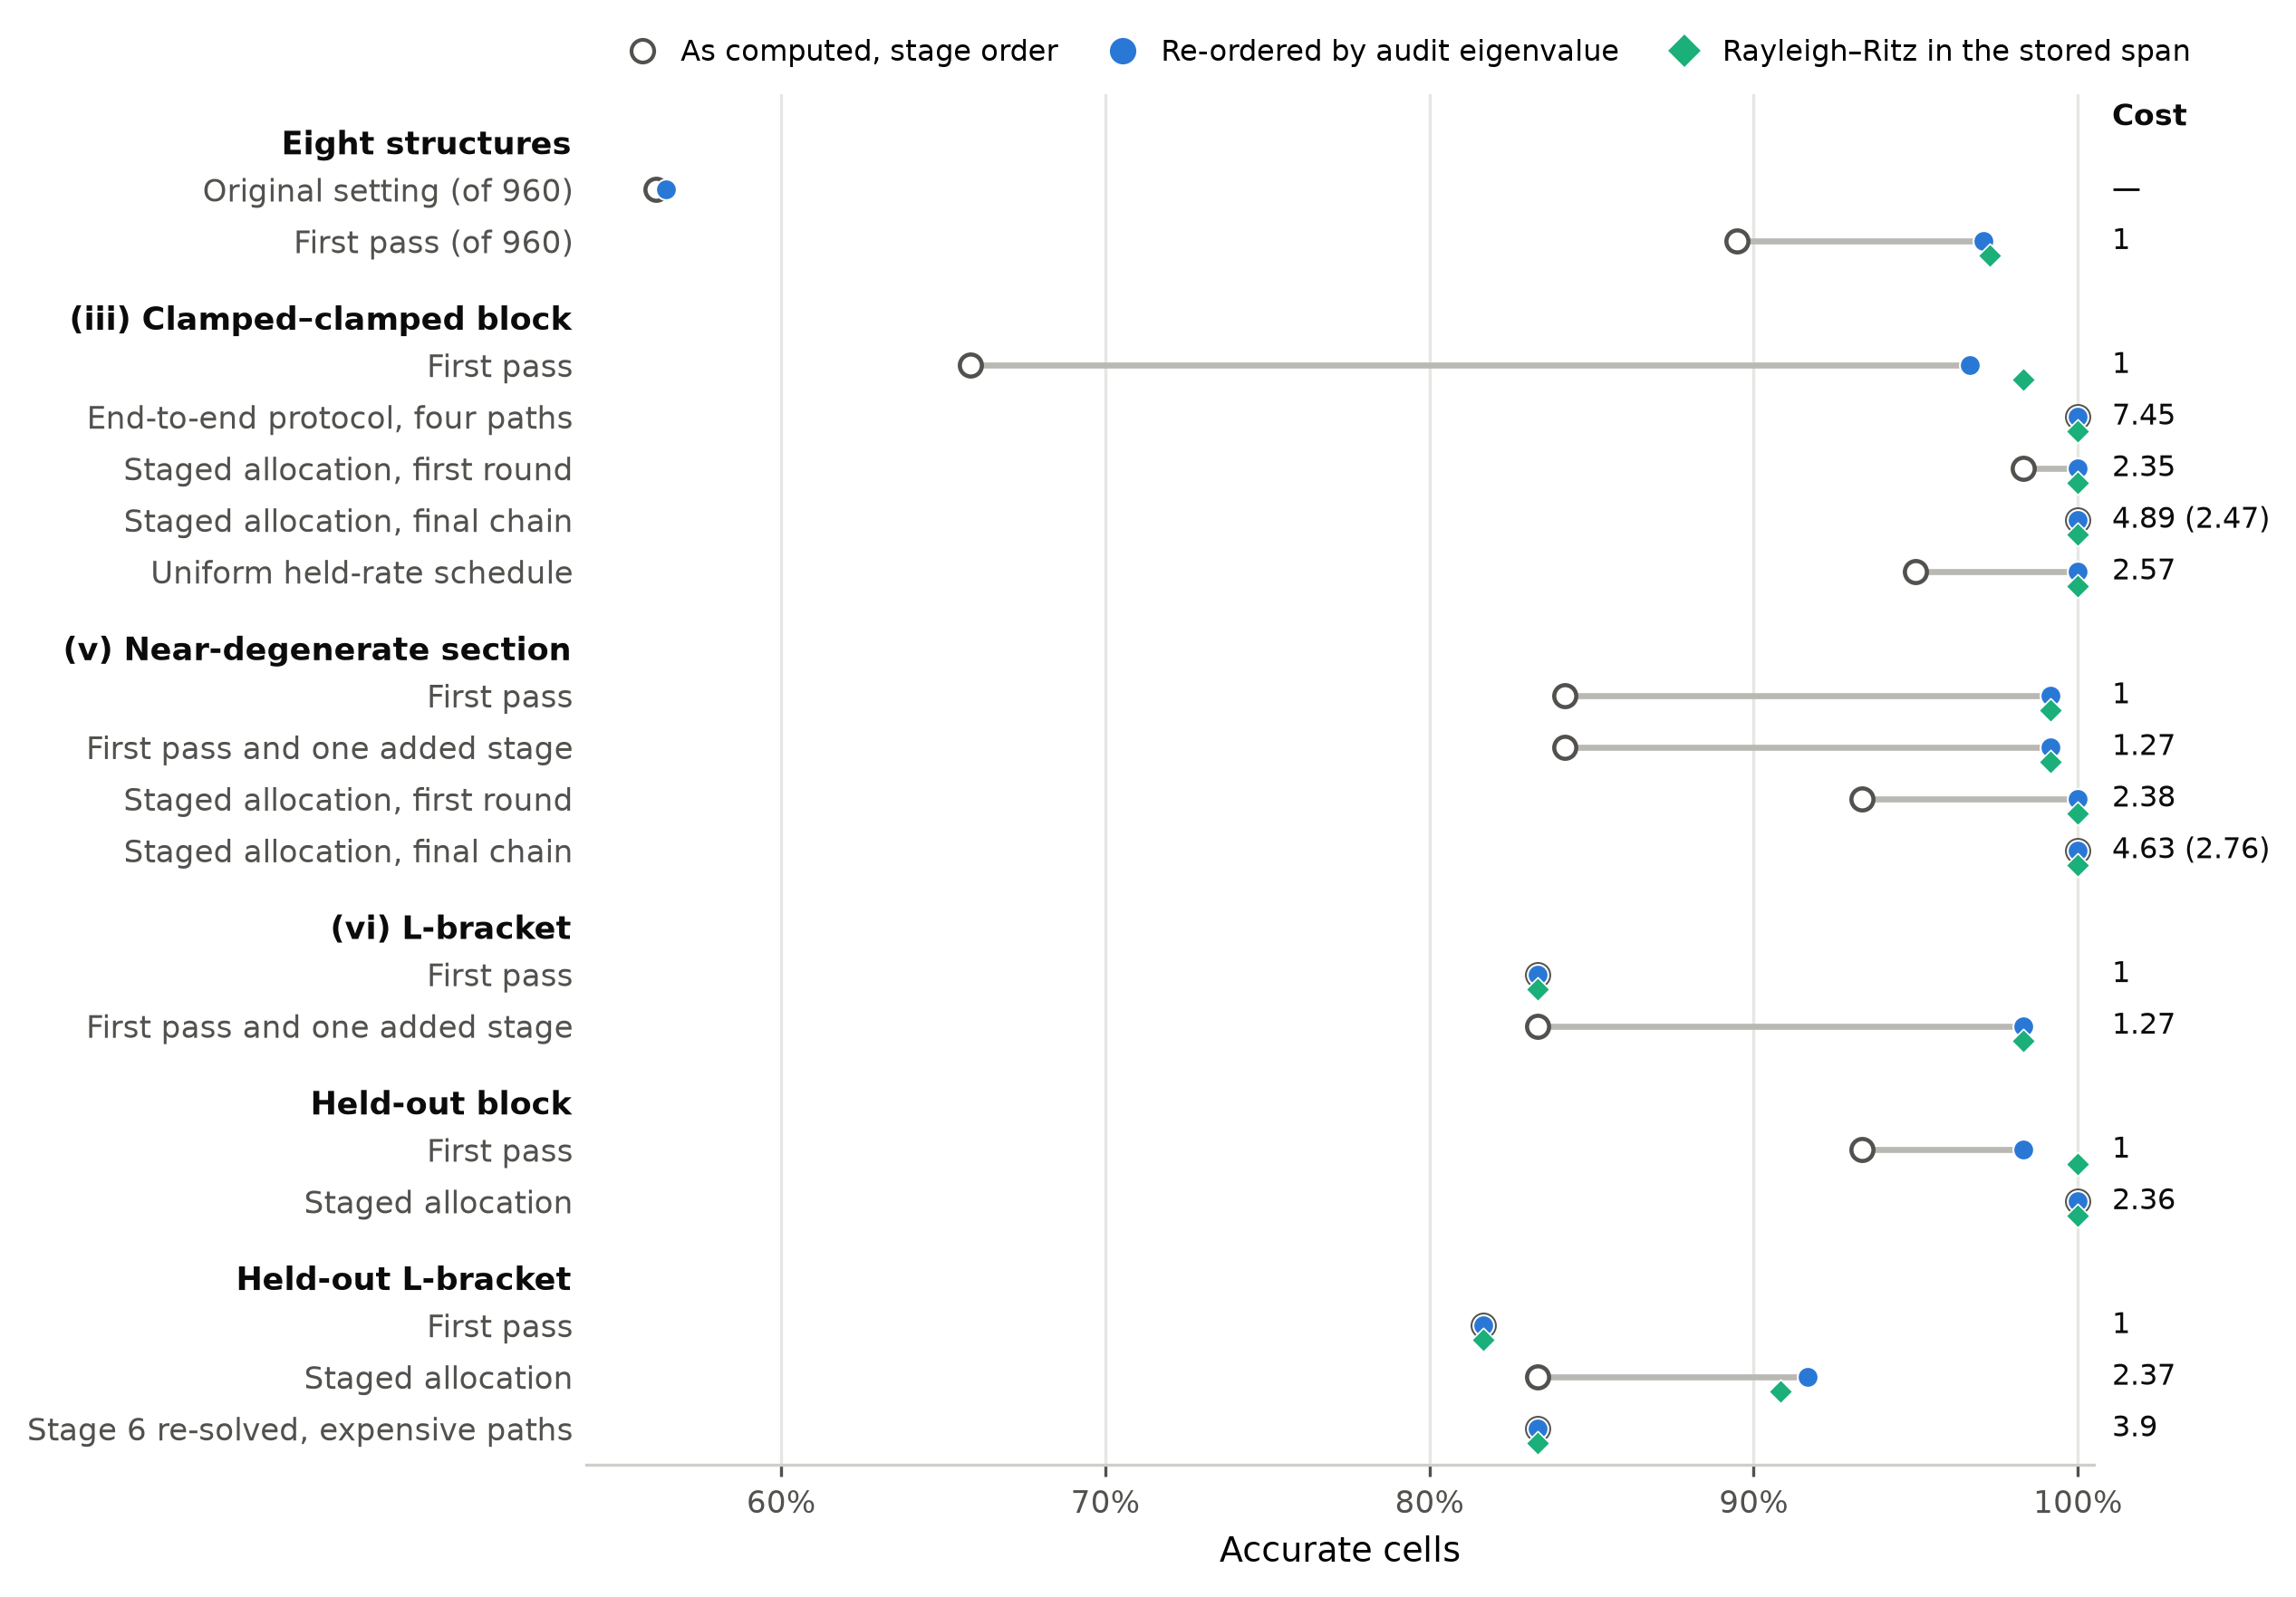 As computed, stage order Re-ordered by audit eigenvalue Rayleigh–Ritz in the stored span
Cost
Eight structures
Original setting (of 960) —
First pass (of 960) 1
(iii) Clamped–clamped block
First pass 1
End-to-end protocol, four paths 7.45
Staged allocation, first round 2.35
Staged allocation, final chain 4.89 (2.47)
Uniform held-rate schedule 2.57
(v) Near-degenerate section
First pass 1
First pass and one added stage 1.27
Staged allocation, first round 2.38
Staged allocation, final chain 4.63 (2.76)
(vi) L-bracket
First pass 1
First pass and one added stage 1.27
Held-out block
First pass 1
Staged allocation 2.36
Held-out L-bracket
First pass 1
Staged allocation 2.37
Stage 6 re-solved, expensive paths 3.9
60% 70% 80% 90% 100%
Accurate cells